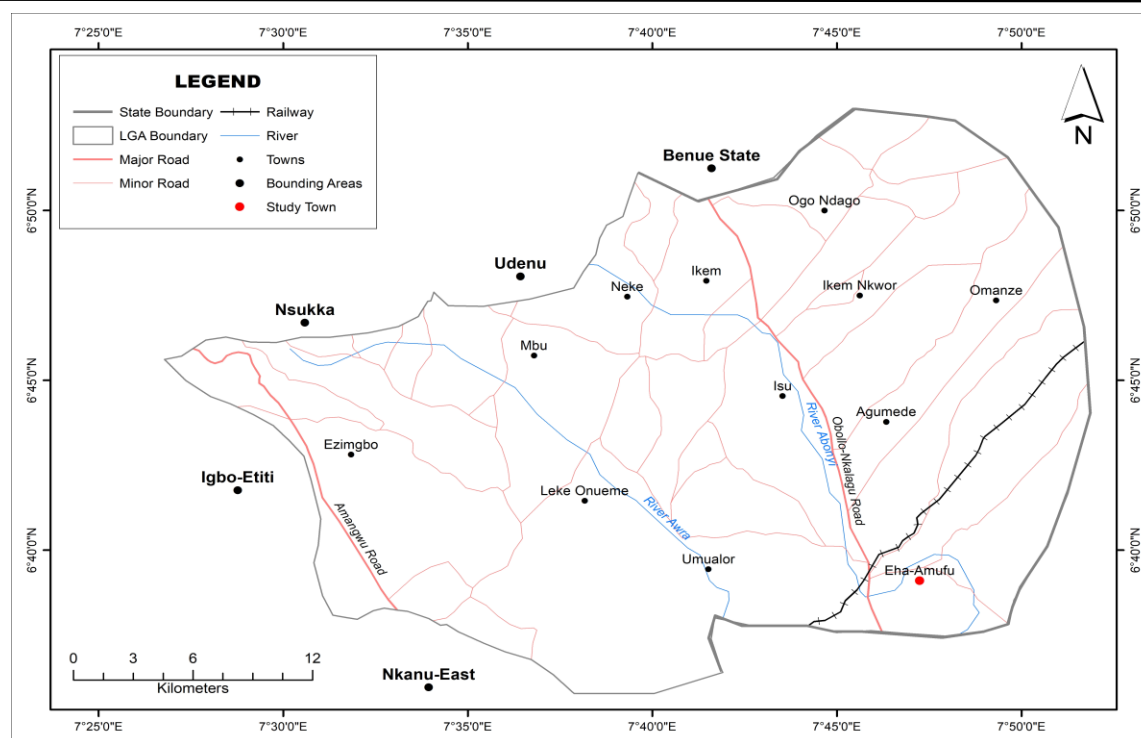 7°25'0"E 7°30'0"E 7°35'0"E 7°40'0"E 7°45'0"E 7°50'0"E
LEGEND
State Boundary Railway
LGA Boundary River
Major Road Towns
Minor Road Bounding Areas
Study Town
N
Benue State
6°50'0"N 6°50'0"N
Ogo Ndago
Udenu
Ikem
Neke
Ikem Nkwor
Omanze
Nsukka
Mbu
6°45'0"N 6°45'0"N
Isu
Agumede
River Abonyi
Obollo-Nkalagu Road
Ezimgbo
Igbo-Etiti
Leke Onueme
Amangwu Road
River Awra
6°40'0"N 6°40'0"N
Umualor
Eha-Amufu
0 3 6 12
Kilometers
Nkanu-East
7°25'0"E 7°30'0"E 7°35'0"E 7°40'0"E 7°45'0"E 7°50'0"E